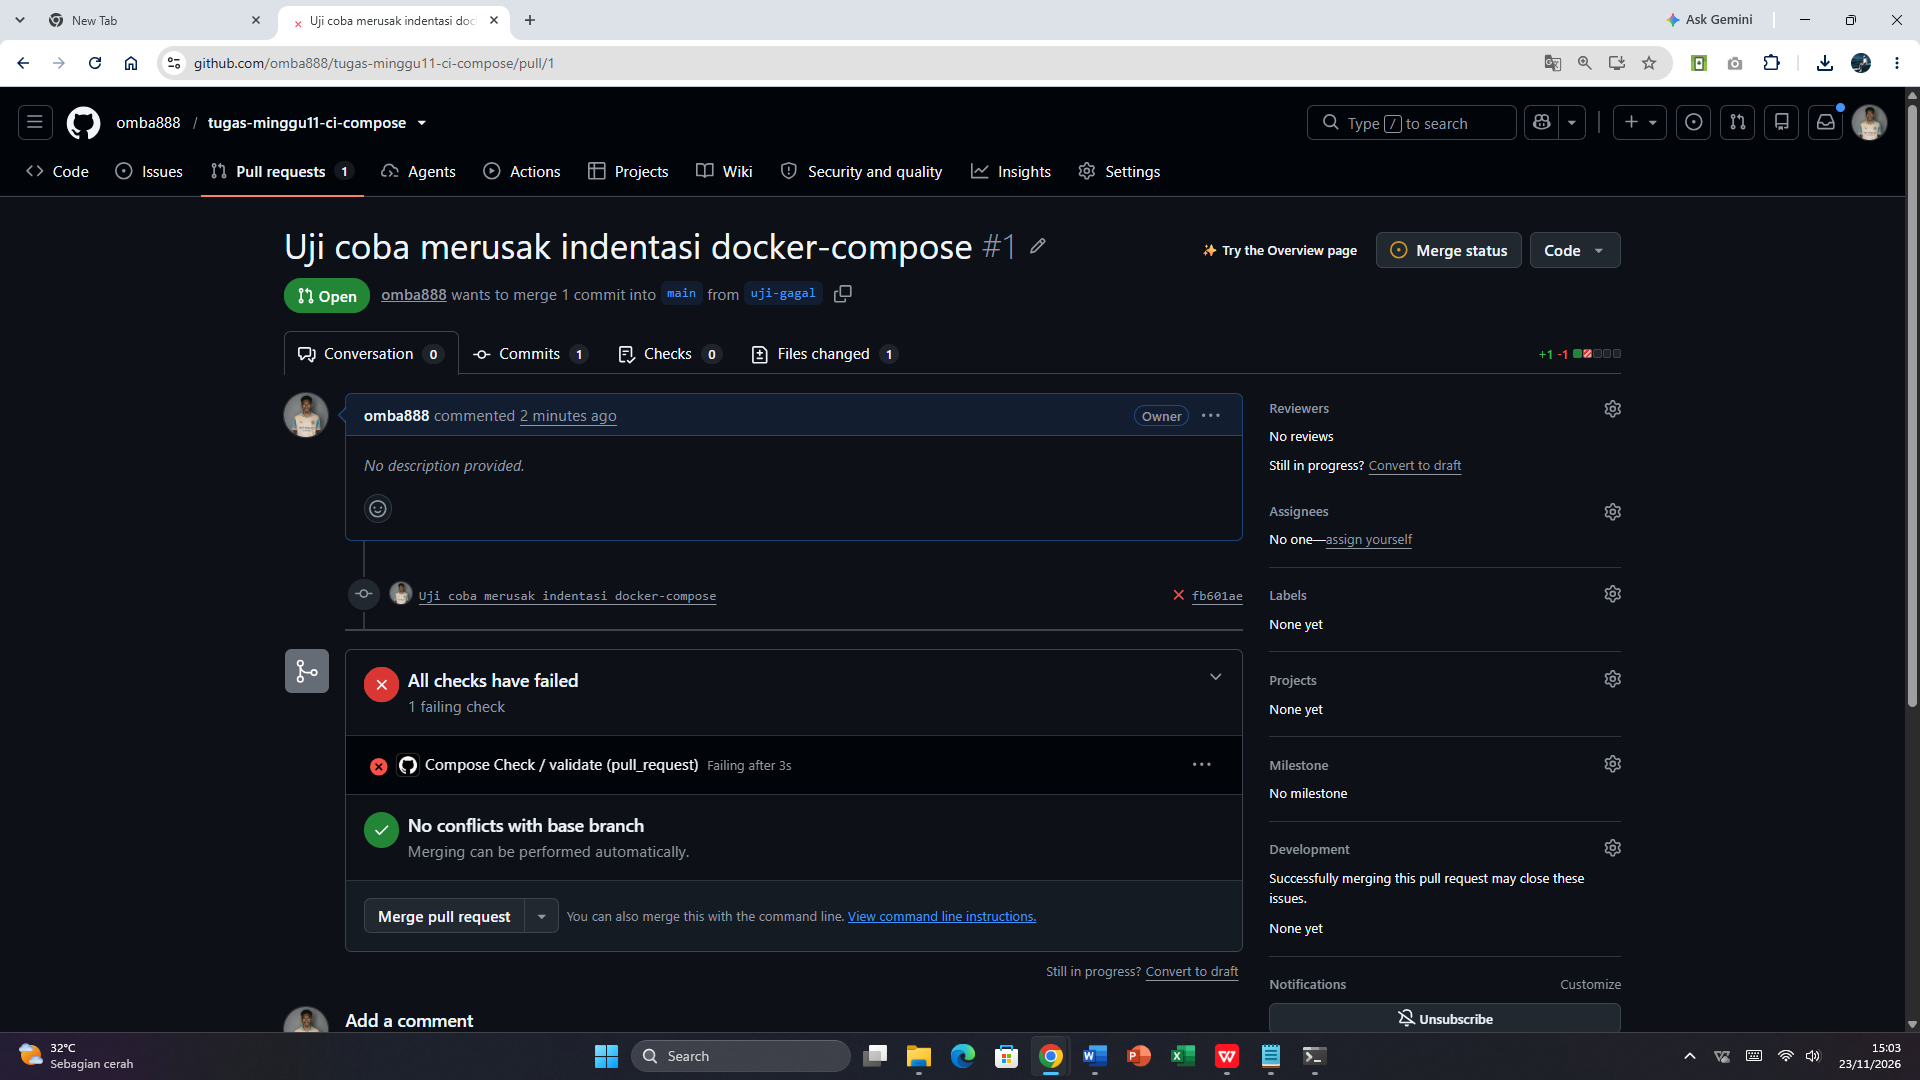 New Tab
Uji coba merusak indentasi doc
Ask Gemini
github.com/omba888/tugas-minggu11-ci-compose/pull/1
omba888 / tugas-minggu11-ci-compose
Type / to search
Code
Issues
Pull requests 1
Agents
Actions
Projects
Wiki
Security and quality
Insights
Settings
Uji coba merusak indentasi docker-compose #1
Try the Overview page
Merge status
Code
Open
omba888 wants to merge 1 commit into main from uji-gagal
Conversation 0
Commits 1
Checks 0
Files changed 1
+1 -1
omba888 commented 2 minutes ago
Owner
No description provided.
Uji coba merusak indentasi docker-compose
fb601ae
All checks have failed
1 failing check
Compose Check / validate (pull_request) Failing after 3s
No conflicts with base branch
Merging can be performed automatically.
Merge pull request
You can also merge this with the command line. View command line instructions.
Still in progress? Convert to draft
Add a comment
Reviewers
No reviews
Still in progress? Convert to draft
Assignees
No one—assign yourself
Labels
None yet
Projects
None yet
Milestone
No milestone
Development
Successfully merging this pull request may close these
issues.
None yet
Notifications
Customize
Unsubscribe
32°C
Sebagian cerah
Search
15:03
23/11/2026